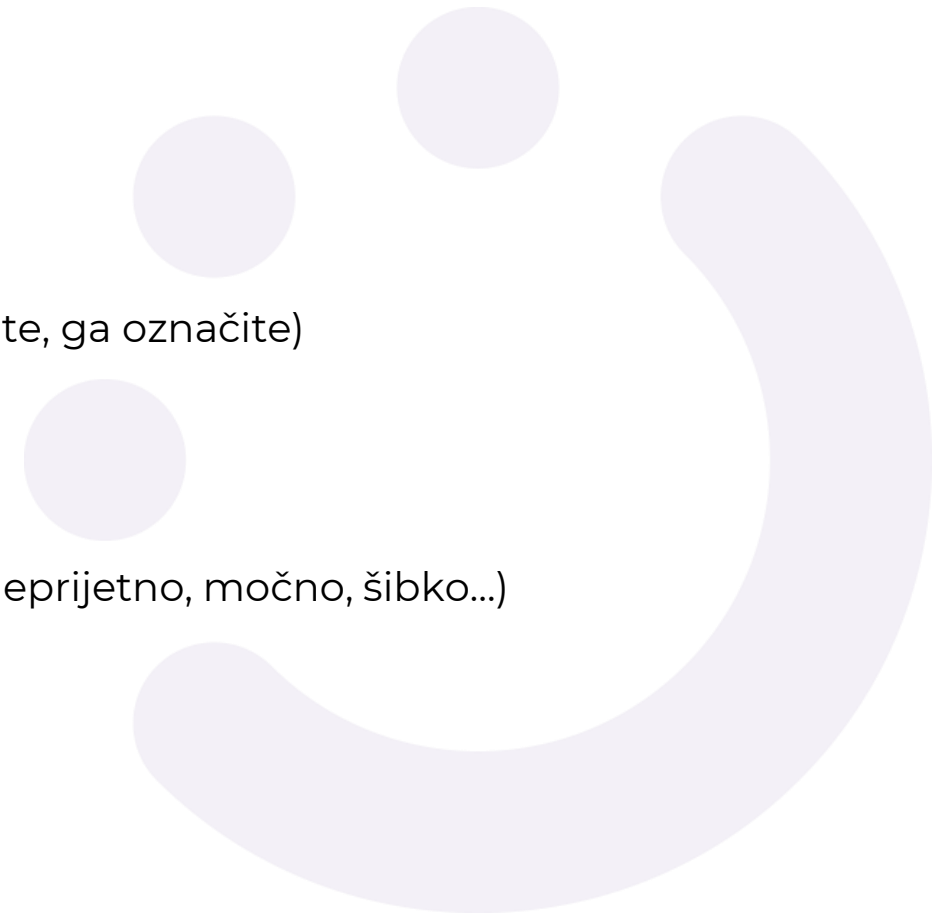 te, ga označite)
eprijetno, močno, šibko...)